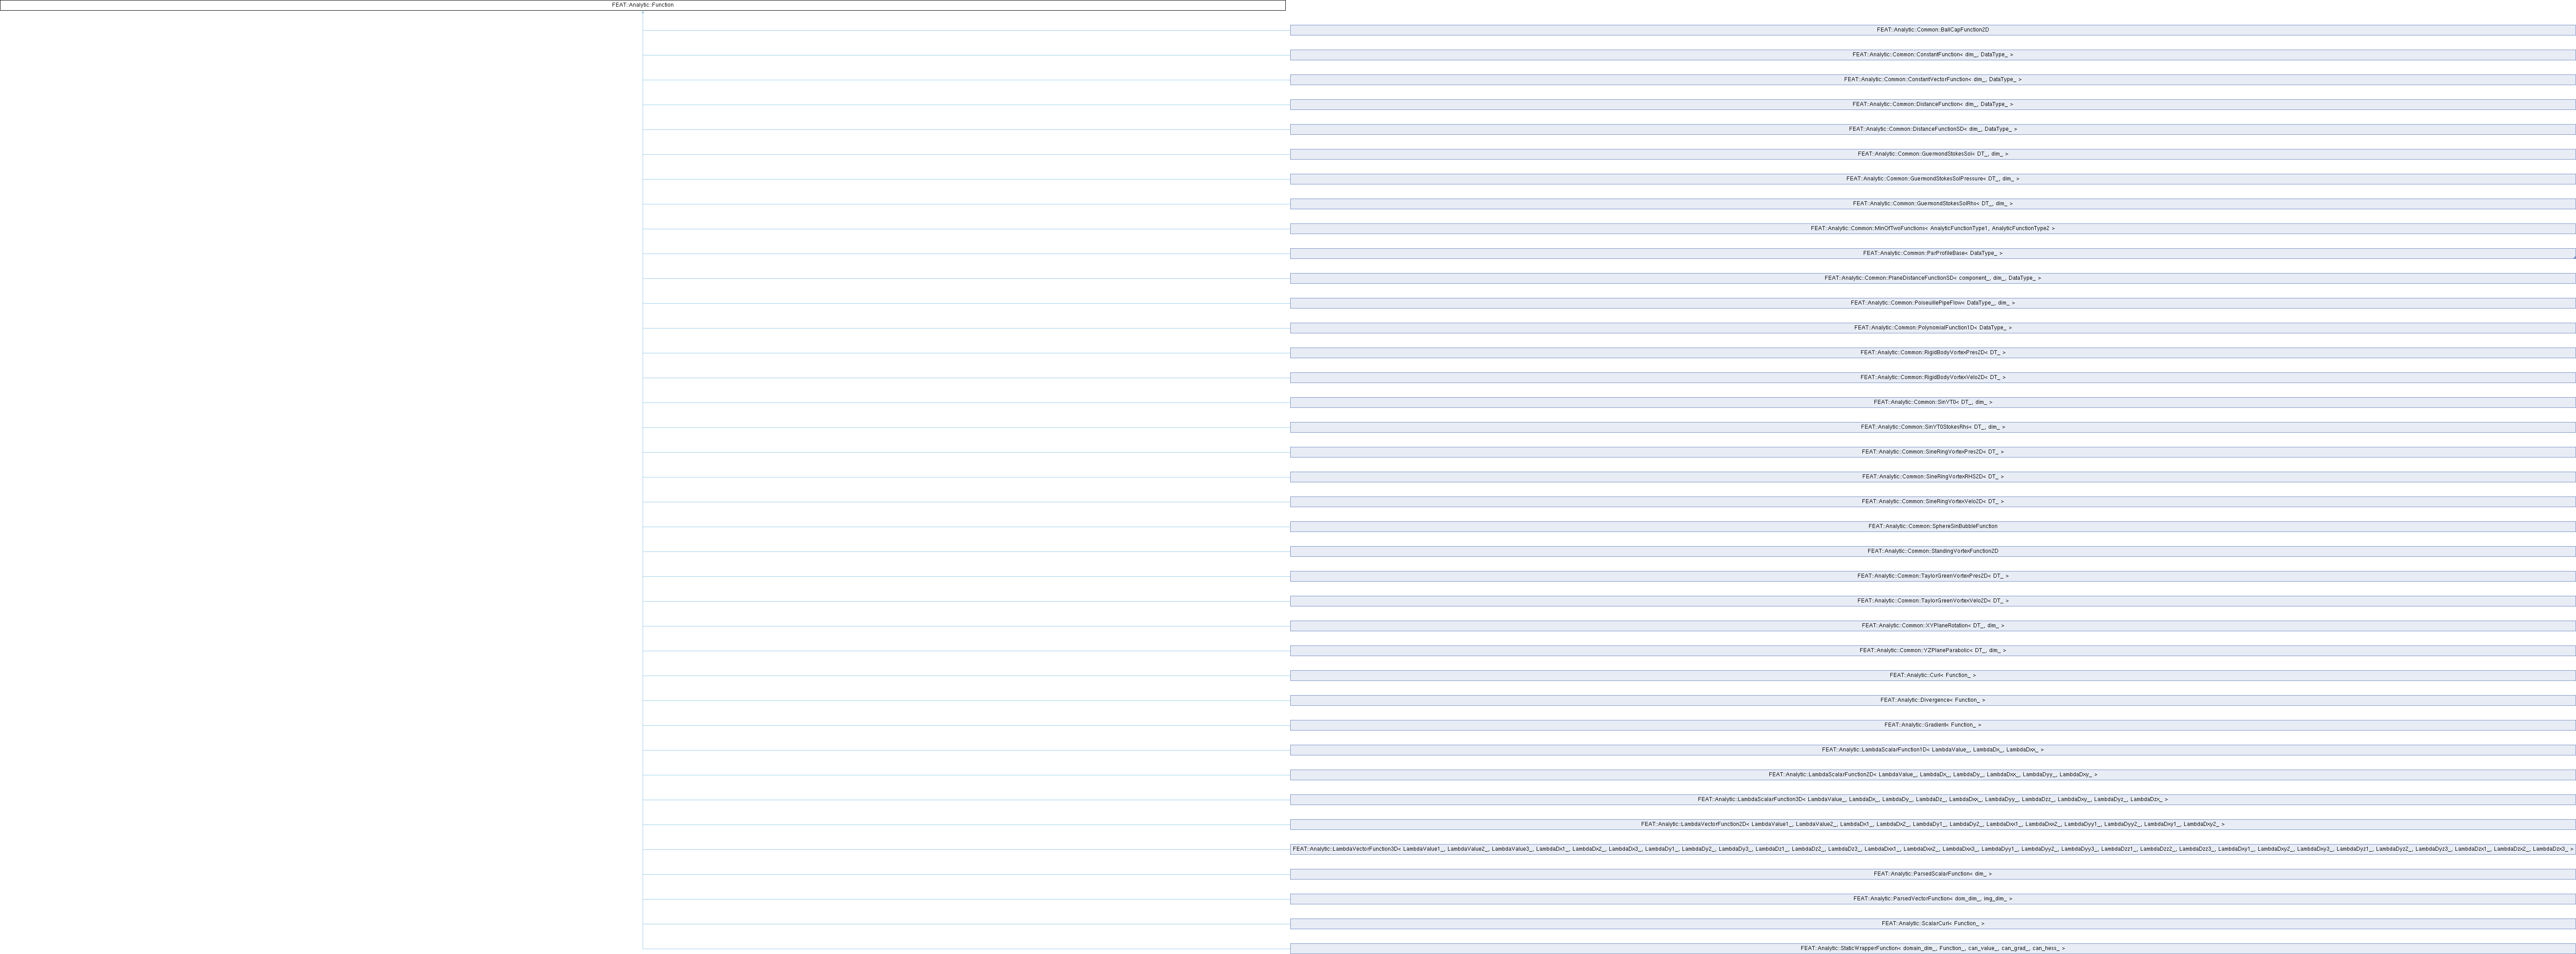 FEAT::Analytic::Function
FEAT::Analytic::Common::BallCapFunction2D
FEAT::Analytic::Common::ConstantFunction< dim_, DataType_ >
FEAT::Analytic::Common::ConstantVectorFunction< dim_, DataType_ >
FEAT::Analytic::Common::DistanceFunction< dim_, DataType_ >
FEAT::Analytic::Common::DistanceFunctionSD< dim_, DataType_ >
FEAT::Analytic::Common::GuermondStokesSol< DT_, dim_ >
FEAT::Analytic::Common::GuermondStokesSolPressure< DT_, dim_ >
FEAT::Analytic::Common::GuermondStokesSolRhs< DT_, dim_ >
FEAT::Analytic::Common::MinOfTwoFunctions< AnalyticFunctionType1, AnalyticFunctionType2 >
FEAT::Analytic::Common::ParProfileBase< DataType_ >
FEAT::Analytic::Common::PlaneDistanceFunctionSD< component_, dim_, DataType_ >
FEAT::Analytic::Common::PoiseuillePipeFlow< DataType_, dim_ >
FEAT::Analytic::Common::PolynomialFunction1D< DataType_ >
FEAT::Analytic::Common::RigidBodyVortexPres2D< DT_ >
FEAT::Analytic::Common::RigidBodyVortexVelo2D< DT_ >
FEAT::Analytic::Common::SinYT0< DT_, dim_ >
FEAT::Analytic::Common::SinYT0StokesRhs< DT_, dim_ >
FEAT::Analytic::Common::SineRingVortexPres2D< DT_ >
FEAT::Analytic::Common::SineRingVortexRHS2D< DT_ >
FEAT::Analytic::Common::SineRingVortexVelo2D< DT_ >
FEAT::Analytic::Common::SphereSinBubbleFunction
FEAT::Analytic::Common::StandingVortexFunction2D
FEAT::Analytic::Common::TaylorGreenVortexPres2D< DT_ >
FEAT::Analytic::Common::TaylorGreenVortexVelo2D< DT_ >
FEAT::Analytic::Common::XYPlaneRotation< DT_, dim_ >
FEAT::Analytic::Common::YZPlaneParabolic< DT_, dim_ >
FEAT::Analytic::Curl< Function_ >
FEAT::Analytic::Divergence< Function_ >
FEAT::Analytic::Gradient< Function_ >
FEAT::Analytic::LambdaScalarFunction1D< LambdaValue_, LambdaDx_, LambdaDxx_ >
FEAT::Analytic::LambdaScalarFunction2D< LambdaValue_, LambdaDx_, LambdaDy_, LambdaDxx_, LambdaDyy_, LambdaDxy_ >
FEAT::Analytic::LambdaScalarFunction3D< LambdaValue_, LambdaDx_, LambdaDy_, LambdaDz_, LambdaDxx_, LambdaDyy_, LambdaDzz_, LambdaDxy_, LambdaDyz_, LambdaDzx_ >
FEAT::Analytic::LambdaVectorFunction2D< LambdaValue1_, LambdaValue2_, LambdaDx1_, LambdaDx2_, LambdaDy1_, LambdaDy2_, LambdaDxx1_, LambdaDxx2_, LambdaDyy1_, LambdaDyy2_, LambdaDxy1_, LambdaDxy2_ >
FEAT::Analytic::LambdaVectorFunction3D< LambdaValue1_, LambdaValue2_, LambdaValue3_, LambdaDx1_, LambdaDx2_, LambdaDx3_, LambdaDy1_, LambdaDy2_, LambdaDy3_, LambdaDz1_, LambdaDz2_, LambdaDz3_, LambdaDxx1_, LambdaDxx2_, LambdaDxx3_, LambdaDyy1_, LambdaDyy2_, LambdaDyy3_, LambdaDzz1_, LambdaDzz2_, LambdaDzz3_, LambdaDxy1_, LambdaDxy2_, LambdaDxy3_, LambdaDyz1_, LambdaDyz2_, LambdaDyz3_, LambdaDzx1_, LambdaDzx2_, LambdaDzx3_ >
FEAT::Analytic::ParsedScalarFunction< dim_ >
FEAT::Analytic::ParsedVectorFunction< dom_dim_, img_dim_ >
FEAT::Analytic::ScalarCurl< Function_ >
FEAT::Analytic::StaticWrapperFunction< domain_dim_, Function_, can_value_, can_grad_, can_hess_ >